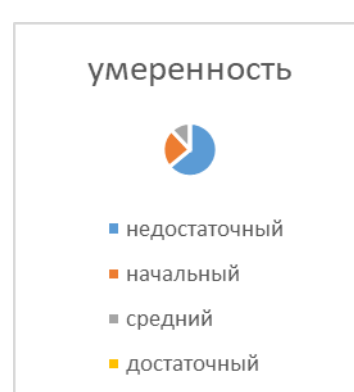 умеренность
недостаточный
начальный
средний
достаточный